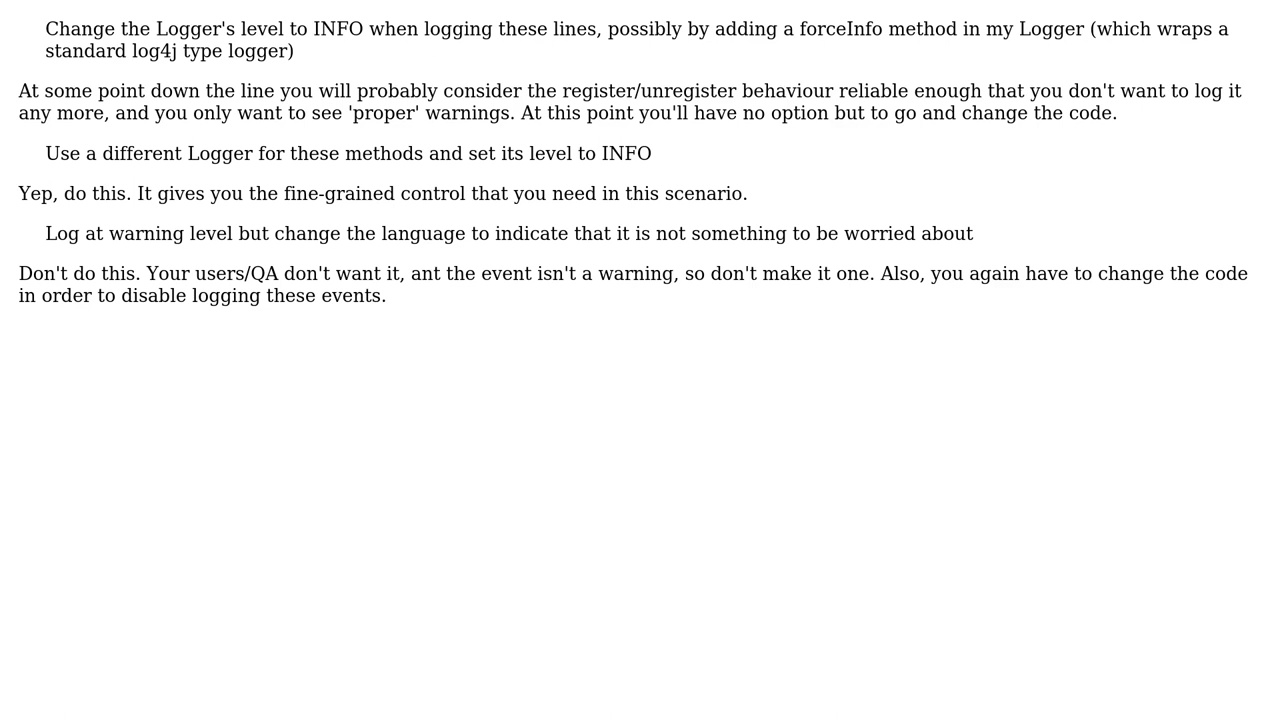 Change the Logger's level to INFO when logging these lines, possibly by adding a forceInfo method in my Logger (which wraps a
standard log4j type logger)
At some point down the line you will probably consider the register/unregister behaviour reliable enough that you don't want to log it
any more, and you only want to see 'proper' warnings. At this point you'll have no option but to go and change the code.
Use a different Logger for these methods and set its level to INFO
Yep, do this. It gives you the fine-grained control that you need in this scenario.
Log at warning level but change the language to indicate that it is not something to be worried about
Don't do this. Your users/QA don't want it, ant the event isn't a warning, so don't make it one. Also, you again have to change the code
in order to disable logging these events.